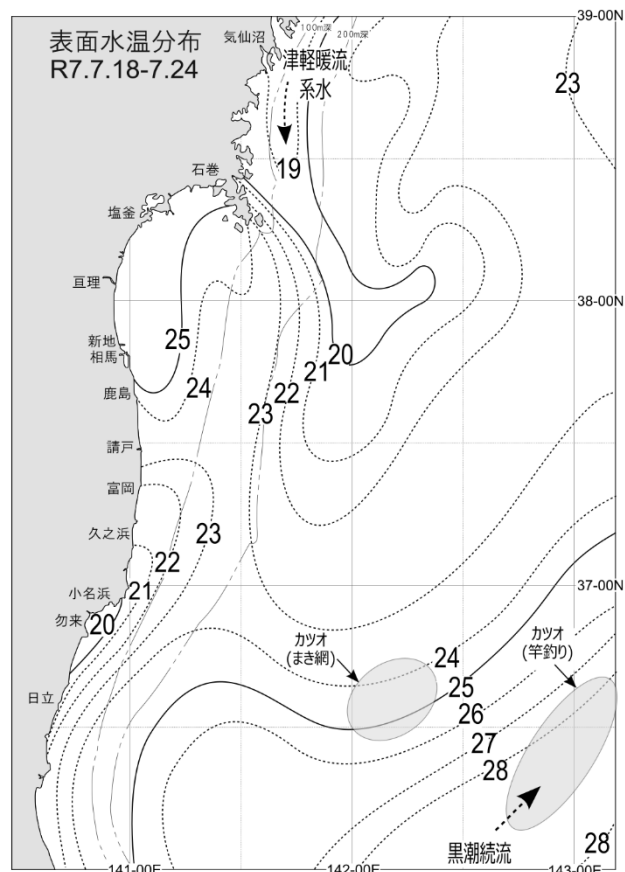 表面水温分布
R7.7.18-7.24
気仙沼
100m深
200m深
39-00N
津軽暖流
系水
23
石巻
19
塩釜
亘理
38-00N
新地
相馬
25
20
鹿島
24
21
22
23
請戸
富岡
久之浜
23
22
小名浜
21
37-00N
勿来
20
カツオ
(まき網)
カツオ
(竿釣り)
日立
24
25
26
27
28
黒潮続流
28
141-00E
142-00E
143-00E